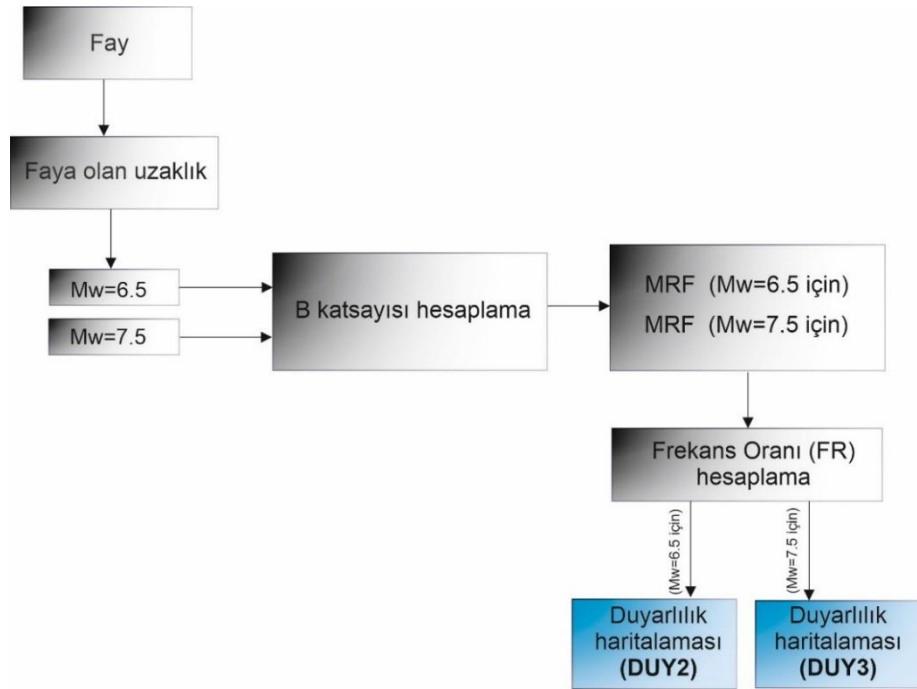 Fay
Faya olan uzaklık
Mw=6.5
Mw=7.5
B katsayısı hesaplama
MRF (Mw=6.5 için)
MRF (Mw=7.5 için)
Frekans Oranı (FR)
hesaplama
(Mw=6.5 için)
(Mw=7.5 için)
Duyarlılık
haritalaması
(DUY2)
Duyarlılık
haritalaması
(DUY3)